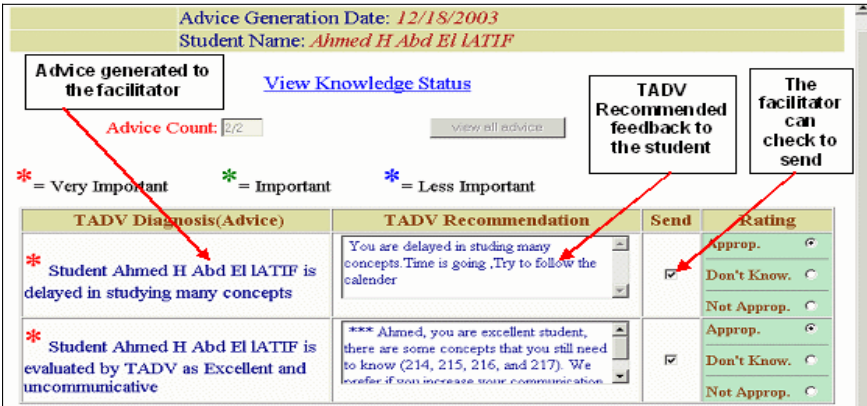 Advice Generation Date: 12/18/2003
Student Name: Ahmed H Abd El lATIF
Advice generated to
the facilitator
View Knowledge Status
TADV
Recommended
feedback to
the student
The
facilitator
can
check to
send
Advice Count: 2/2
view all advice
* = Very Important * = Important * = Less Important
TADV Diagnosis(Advice) TADV Recommendation Send Rating
* Student Ahmed H Abd El lATIF is
delayed in studying many concepts
You are delayed in studing many
concepts.Time is going ,Try to follow the
calender
Approp.
Don't Know.
Not Approp.
* Student Ahmed H Abd El lATIF is
evaluated by TADV as Excellent and
uncommunicative
*** Ahmed, you are excellent student,
there are some concepts that you still need
to know (214, 215, 216, and 217). We
prefer if you increase your communication
Approp.
Don't Know.
Not Approp.